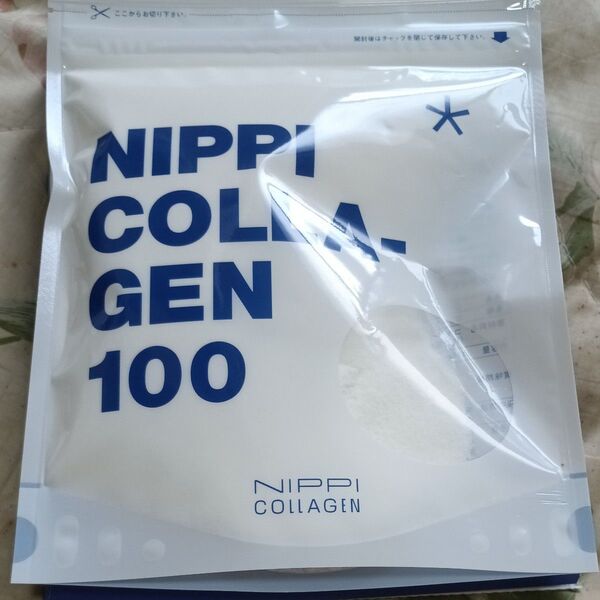 ここからお切り下さい。
開封後はチャックを閉じて保存して下さい。
NIPPI
COLLA-
GEN
100
NIPPI
COLLAGEN